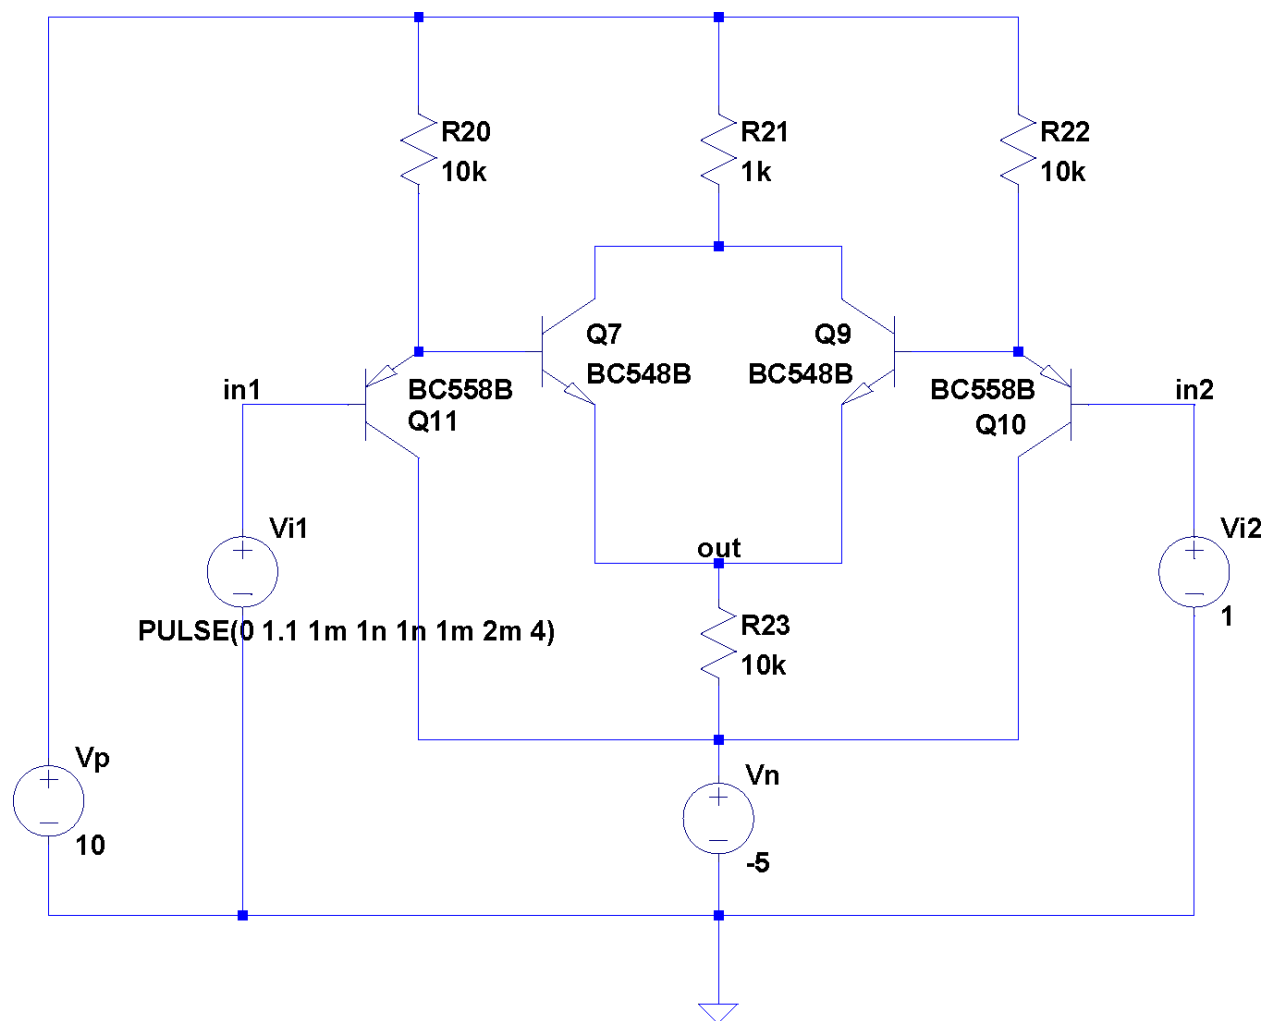 R20
10k
R21
1k
R22
10k
Q7
BC548B
Q9
BC548B
in1
BC558B
Q11
BC558B
Q10
in2
Vi1
PULSE(0 1.1 1m 1n 1n 1m 2m 4)
out
Vi2
1
R23
10k
Vp
10
Vn
-5